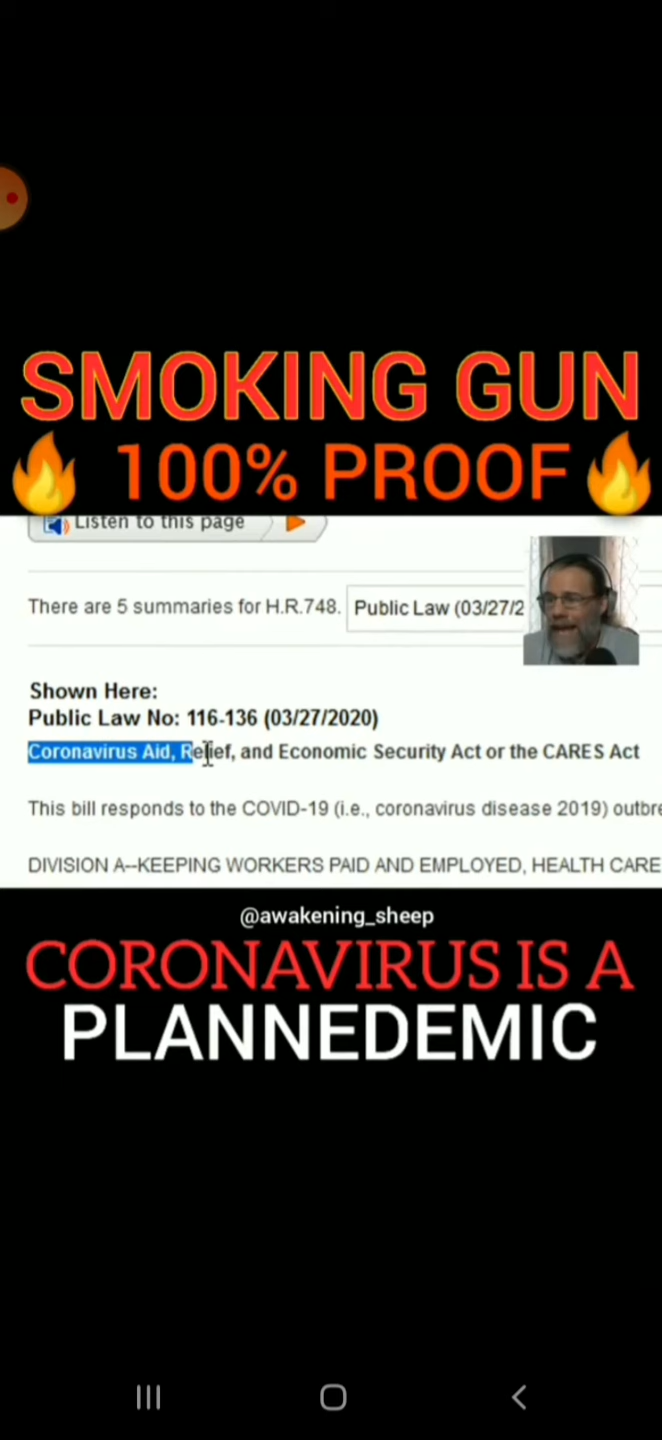 SMOKING GUN
100% PROOF
Listen to this page
There are 5 summaries for H.R.748. Public Law (03/27/2
Shown Here:
Public Law No: 116-136 (03/27/2020)
Coronavirus Aid, Relief, and Economic Security Act or the CARES Act
This bill responds to the COVID-19 (i.e., coronavirus disease 2019) outbre
DIVISION A--KEEPING WORKERS PAID AND EMPLOYED, HEALTH CARE
@awakening_sheep
CORONAVIRUS IS A
PLANNEDEMIC